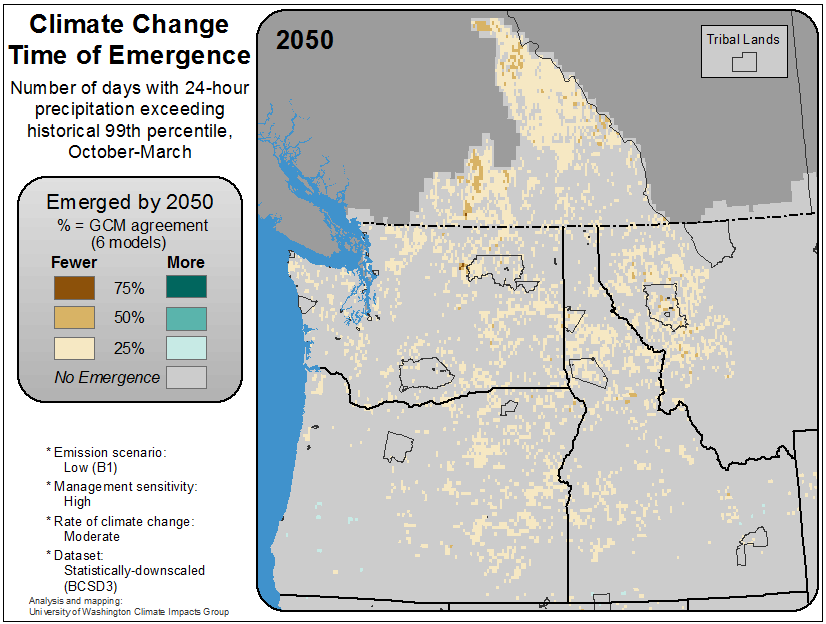 Climate Change
Time of Emergence
Number of days with 24-hour
precipitation exceeding
historical 99th percentile,
October-March
Emerged by 2050
% = GCM agreement
(6 models)
Fewer More
75%
50%
25%
No Emergence
* Emission scenario:
Low (B1)
* Management sensitivity:
High
* Rate of climate change:
Moderate
* Dataset:
Statistically-downscaled
(BCSD3)
Analysis and mapping:
University of Washington Climate Impacts Group
2050
Tribal Lands